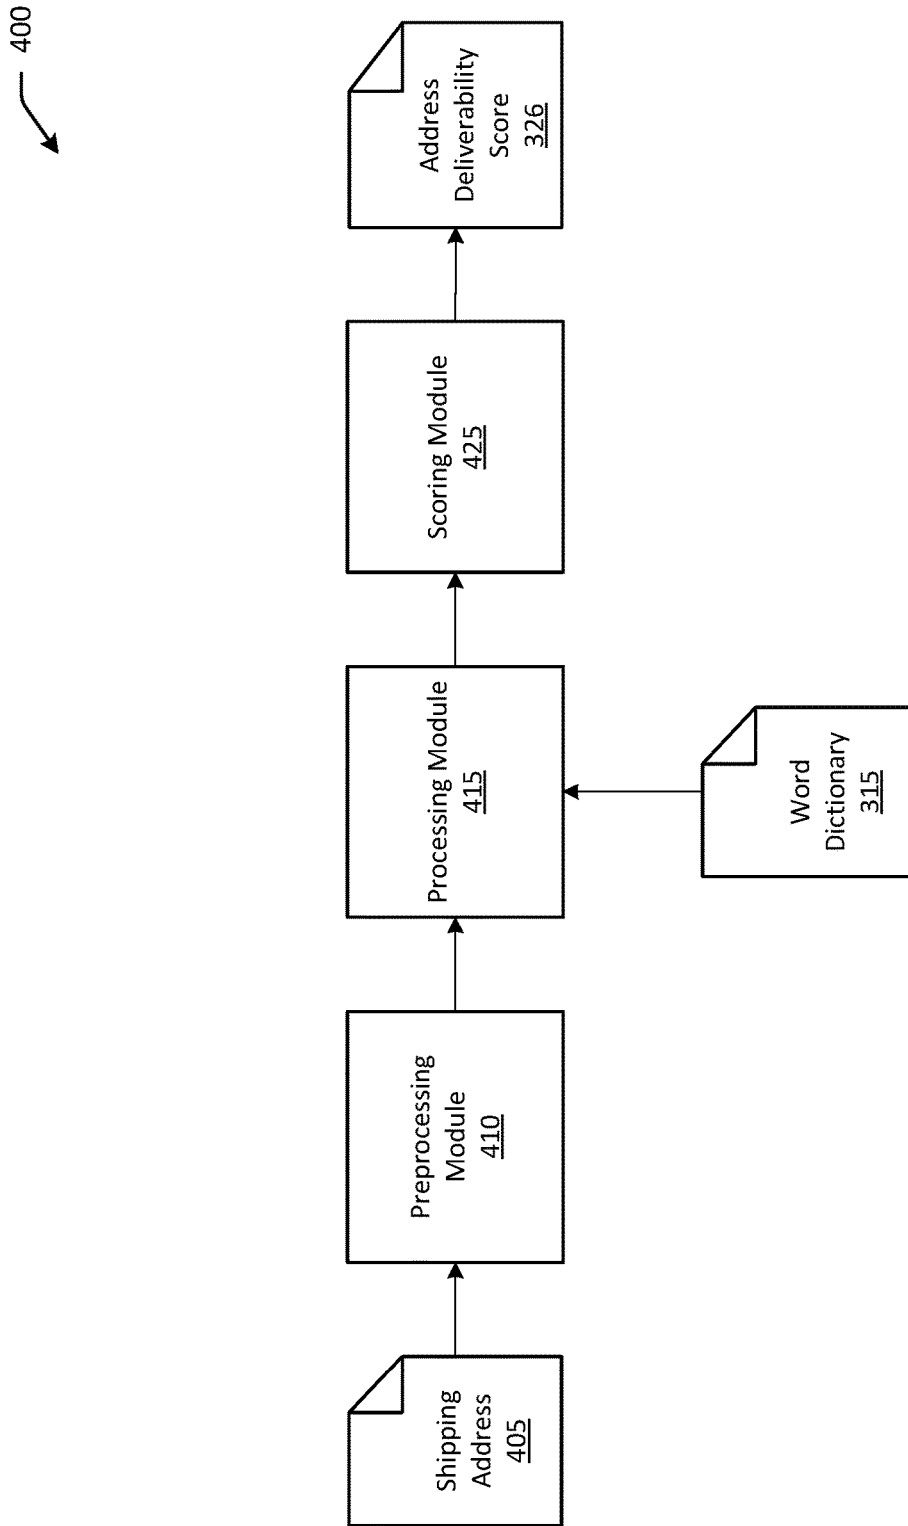 400
Shipping
Address
405
Preprocessing
Module
410
Processing Module
415
Word
Dictionary
315
Scoring Module
425
Address
Deliverability
Score
326